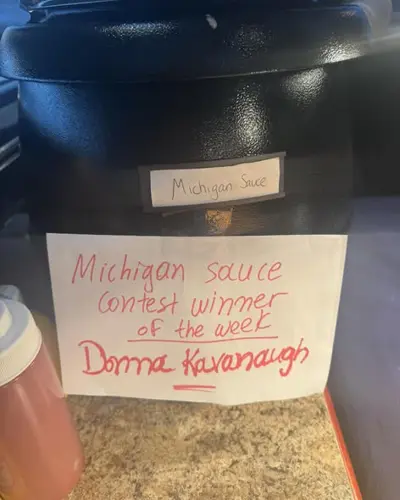 Michigan Sauce
Michigan sauce
Contest winner
of the week
Donna Kavanaugh